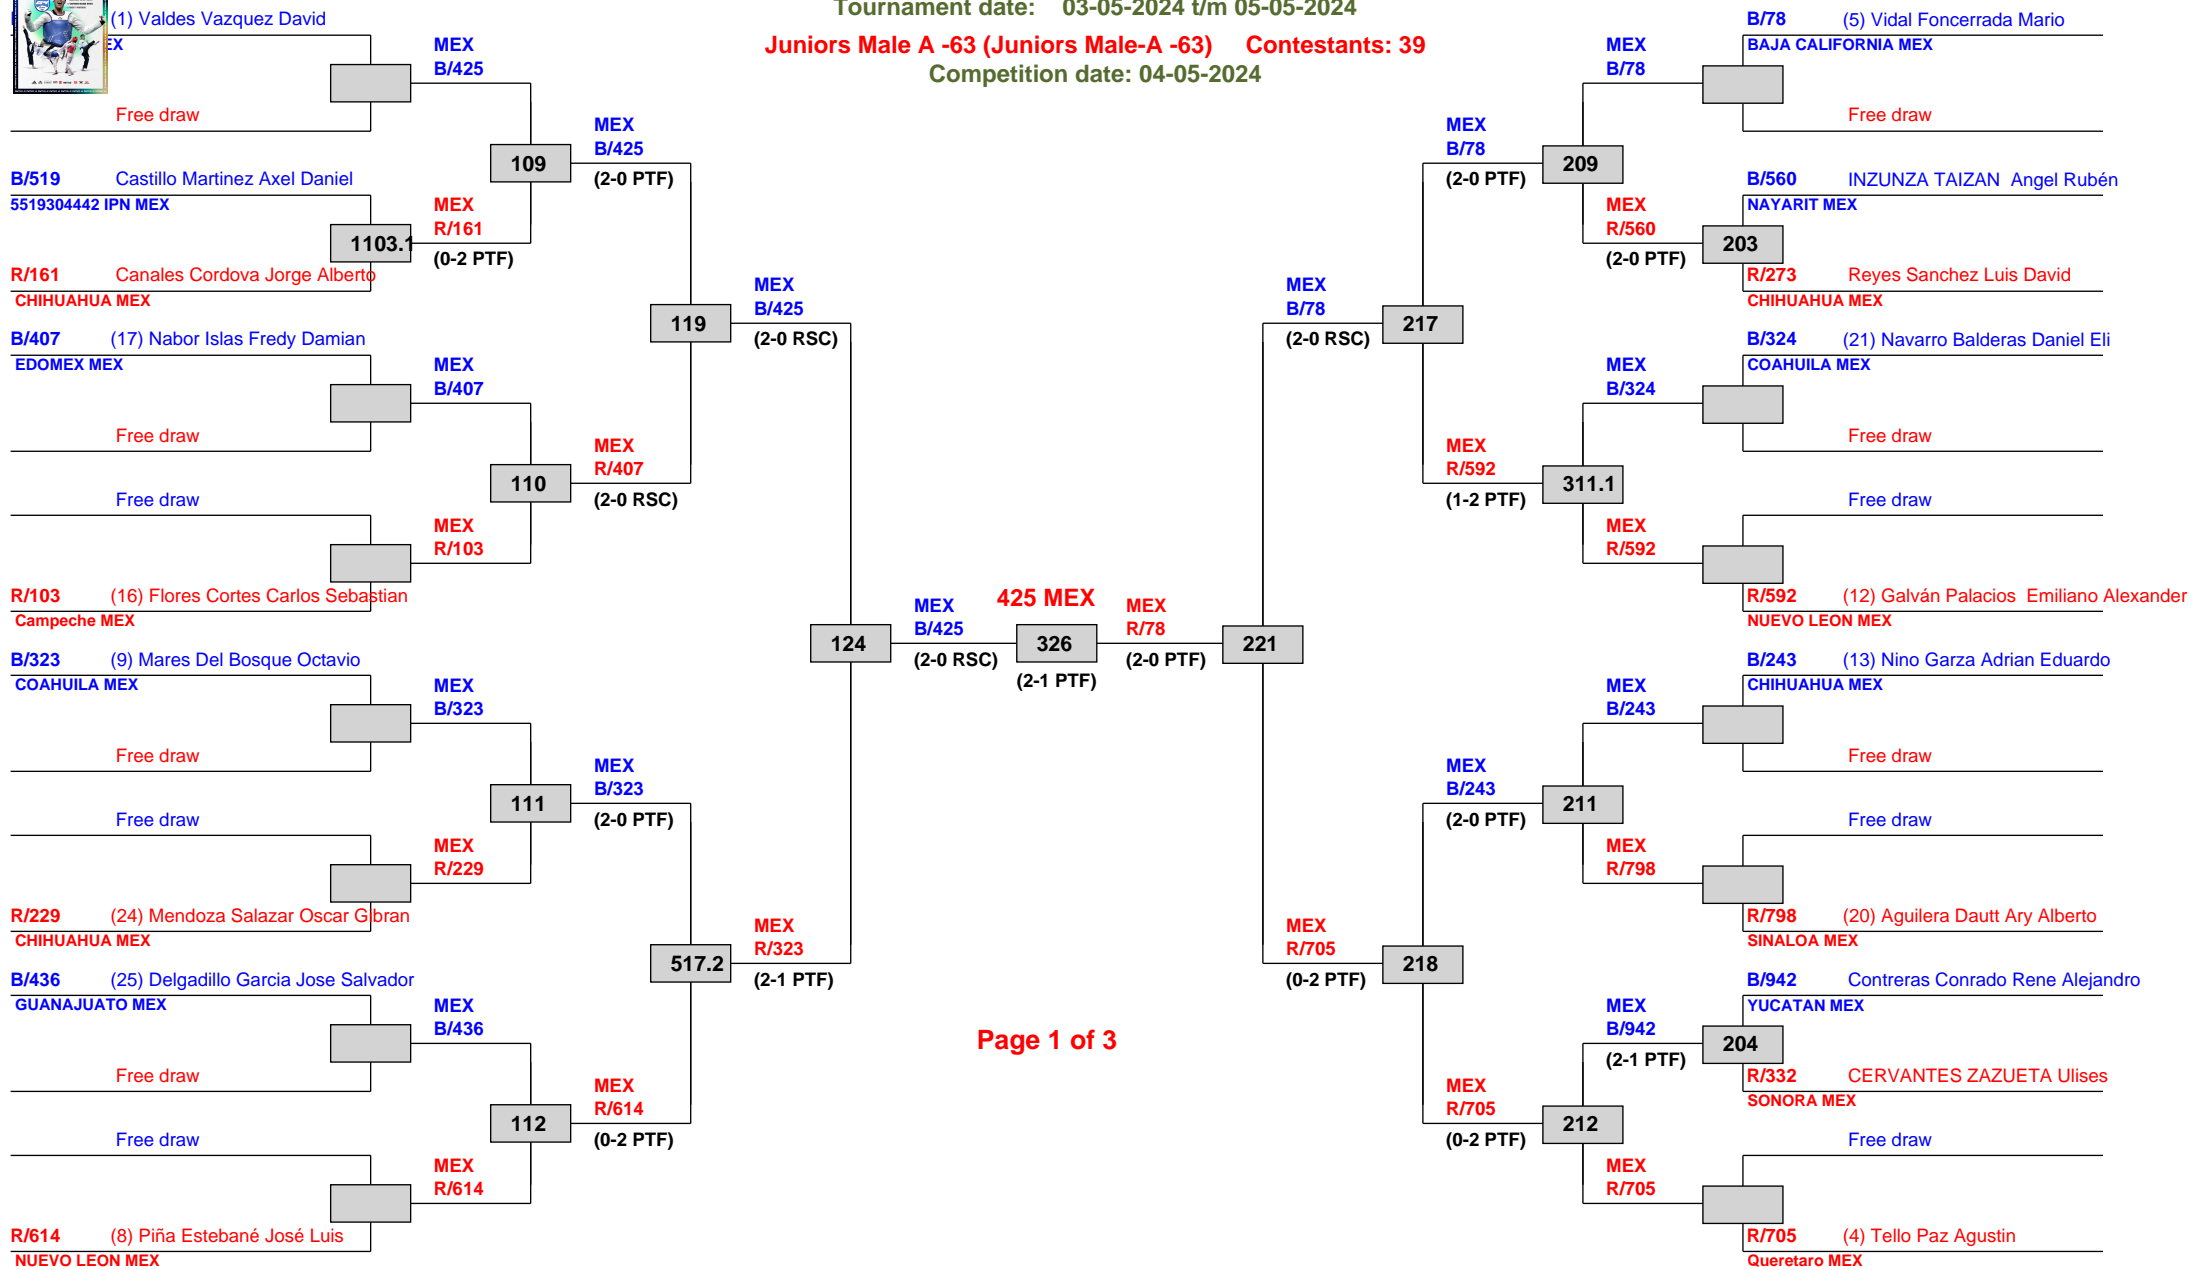 Tournament date: 03-05-2024 t/m 05-05-2024
Juniors Male A -63 (Juniors Male-A -63) Contestants: 39
Competition date: 04-05-2024
(1) Valdes Vazquez David
EX
Free draw
B/519 Castillo Martinez Axel Daniel
5519304442 IPN MEX
R/161 Canales Cordova Jorge Alberto
CHIHUAHUA MEX
B/407 (17) Nabor Islas Fredy Damian
EDOMEX MEX
Free draw
Free draw
R/103 (16) Flores Cortes Carlos Sebastian
Campeche MEX
B/323 (9) Mares Del Bosque Octavio
COAHUILA MEX
Free draw
Free draw
R/229 (24) Mendoza Salazar Oscar Gibran
CHIHUAHUA MEX
B/436 (25) Delgadillo Garcia Jose Salvador
GUANAJUATO MEX
Free draw
Free draw
R/614 (8) Piña Estebané José Luis
NUEVO LEON MEX
1103.1
MEX
B/425
MEX
R/161
(0-2 PTF)
MEX
B/407
MEX
R/103
MEX
B/323
MEX
R/229
MEX
B/436
MEX
R/614
109
110
111
112
MEX
B/425
(2-0 PTF)
MEX
R/407
(2-0 RSC)
MEX
B/323
(2-0 PTF)
MEX
R/614
(0-2 PTF)
119
517.2
MEX
B/425
(2-0 RSC)
MEX
R/323
(2-1 PTF)
124
MEX
B/425
(2-0 RSC)
425 MEX
326
(2-1 PTF)
Page 1 of 3
MEX
R/78
(2-0 PTF)
221
MEX
B/78
(2-0 RSC)
MEX
R/705
(0-2 PTF)
217
218
MEX
B/78
(2-0 PTF)
MEX
R/592
(1-2 PTF)
MEX
B/243
(2-0 PTF)
MEX
R/705
(0-2 PTF)
209
311.1
211
212
MEX
B/78
MEX
R/560
(2-0 PTF)
MEX
B/324
MEX
R/592
MEX
B/243
MEX
R/798
MEX
B/942
(2-1 PTF)
MEX
R/705
203
204
B/78 (5) Vidal Foncerrada Mario
BAJA CALIFORNIA MEX
Free draw
B/560 INZUNZA TAIZAN Angel Rubén
NAYARIT MEX
R/273 Reyes Sanchez Luis David
CHIHUAHUA MEX
B/324 (21) Navarro Balderas Daniel Eli
COAHUILA MEX
Free draw
Free draw
R/592 (12) Galván Palacios Emiliano Alexander
NUEVO LEON MEX
B/243 (13) Nino Garza Adrian Eduardo
CHIHUAHUA MEX
Free draw
Free draw
R/798 (20) Aguilera Dautt Ary Alberto
SINALOA MEX
B/942 Contreras Conrado Rene Alejandro
YUCATAN MEX
R/332 CERVANTES ZAZUETA Ulises
SONORA MEX
Free draw
R/705 (4) Tello Paz Agustin
Queretaro MEX